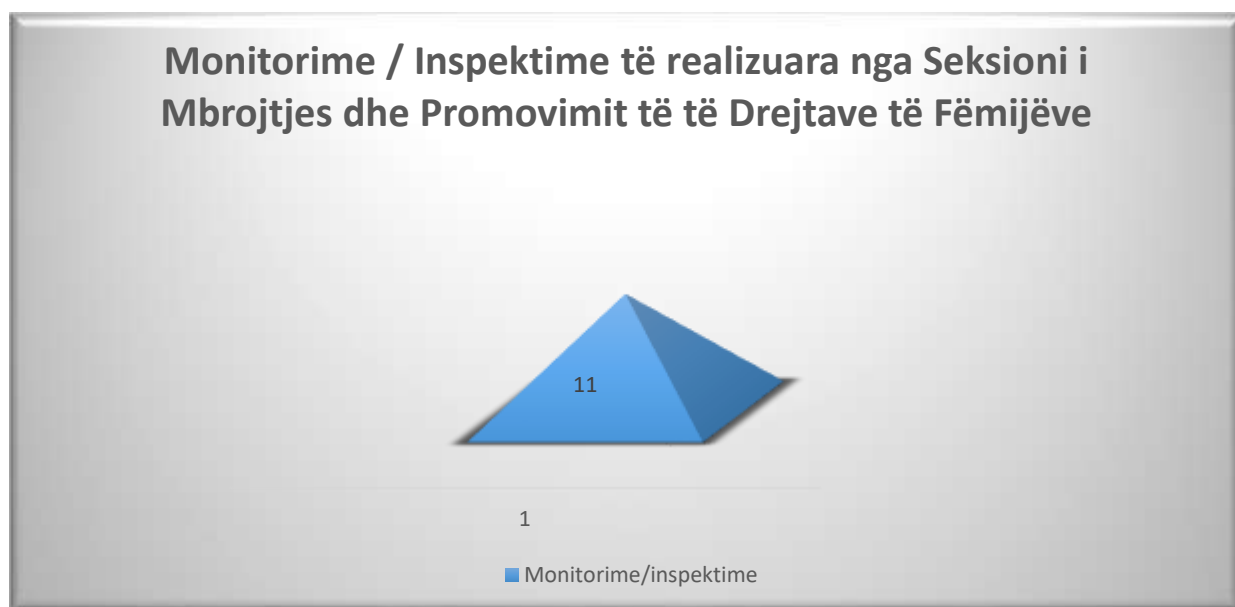 Monitorime / Inspektime të realizuara nga Seksioni i
Mbrojtjes dhe Promovimit të të Drejtave të Fëmijëve
11
1
Monitorime/inspektime